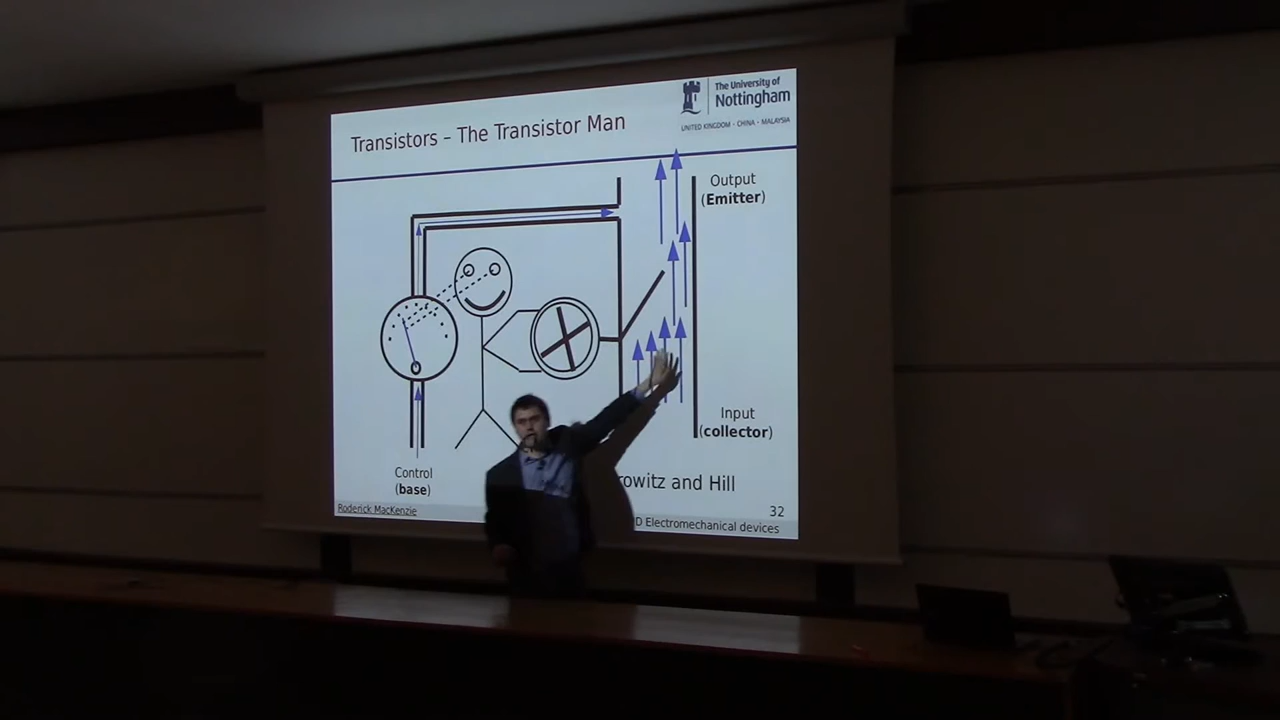 The University of
Nottingham
UNITED KINGDOM · CHINA · MALAYSIA
Transistors – The Transistor Man
Output
(Emitter)
Input
(collector)
Control
(base)
and Hill
Roderick MacKenzie
32
Electromechanical devices